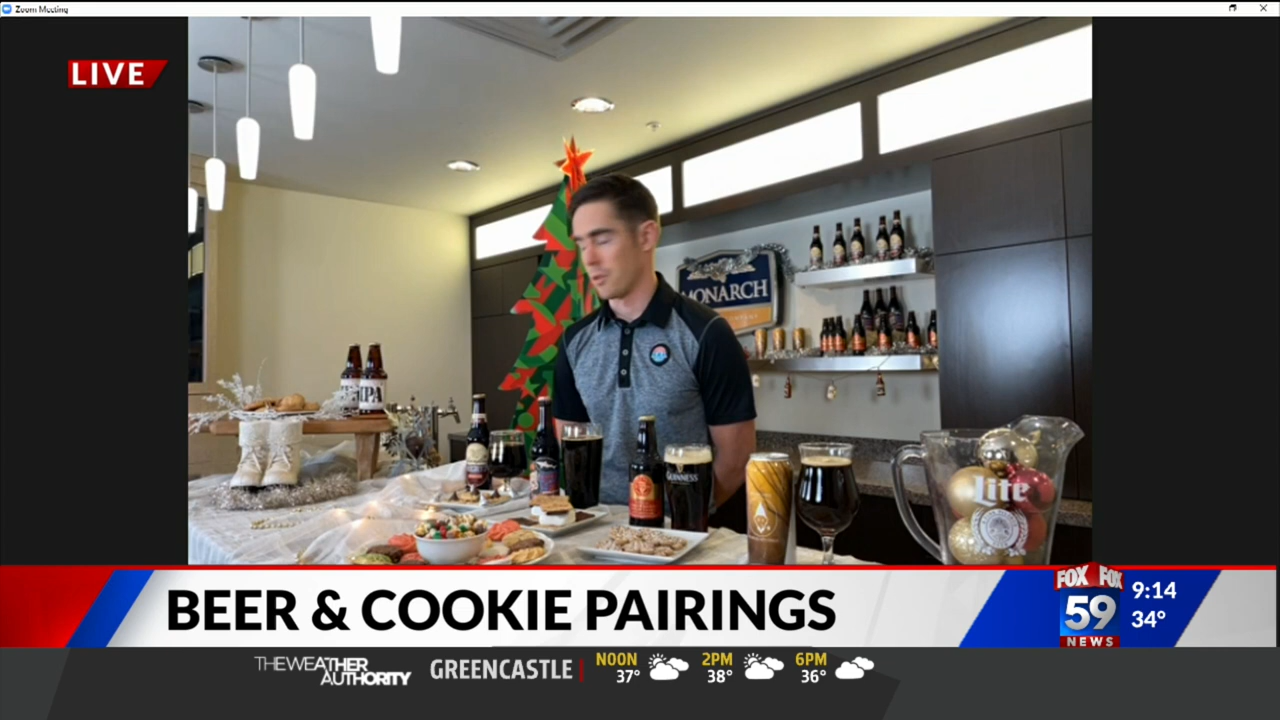 Zoom Meeting
LIVE
MONARCH
IPA
GUINNESS
Lite
BEER & COOKIE PAIRINGS
FOX FOX
59
NEWS
9:14
34°
THE WEATHER
AUTHORITY
GREENCASTLE
NOON
37°
2PM
38°
6PM
36°